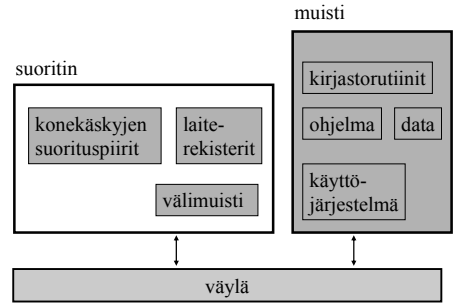 muisti
suoritin
kirjastorutiinit
konekäskyjen
suorituspiirit
laite-
rekisterit
ohjelma
data
välimuisti
käyttö-
järjestelmä
väylä